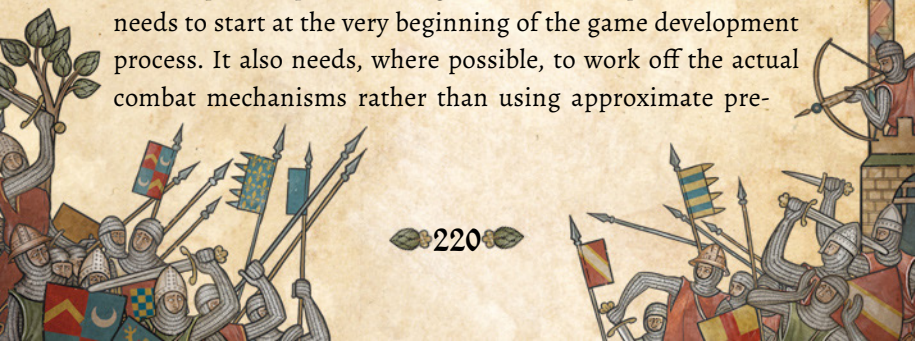 needs to start at the very beginning of the game development
process. It also needs, where possible, to work off the actual
combat mechanisms rather than using approximate pre-
220